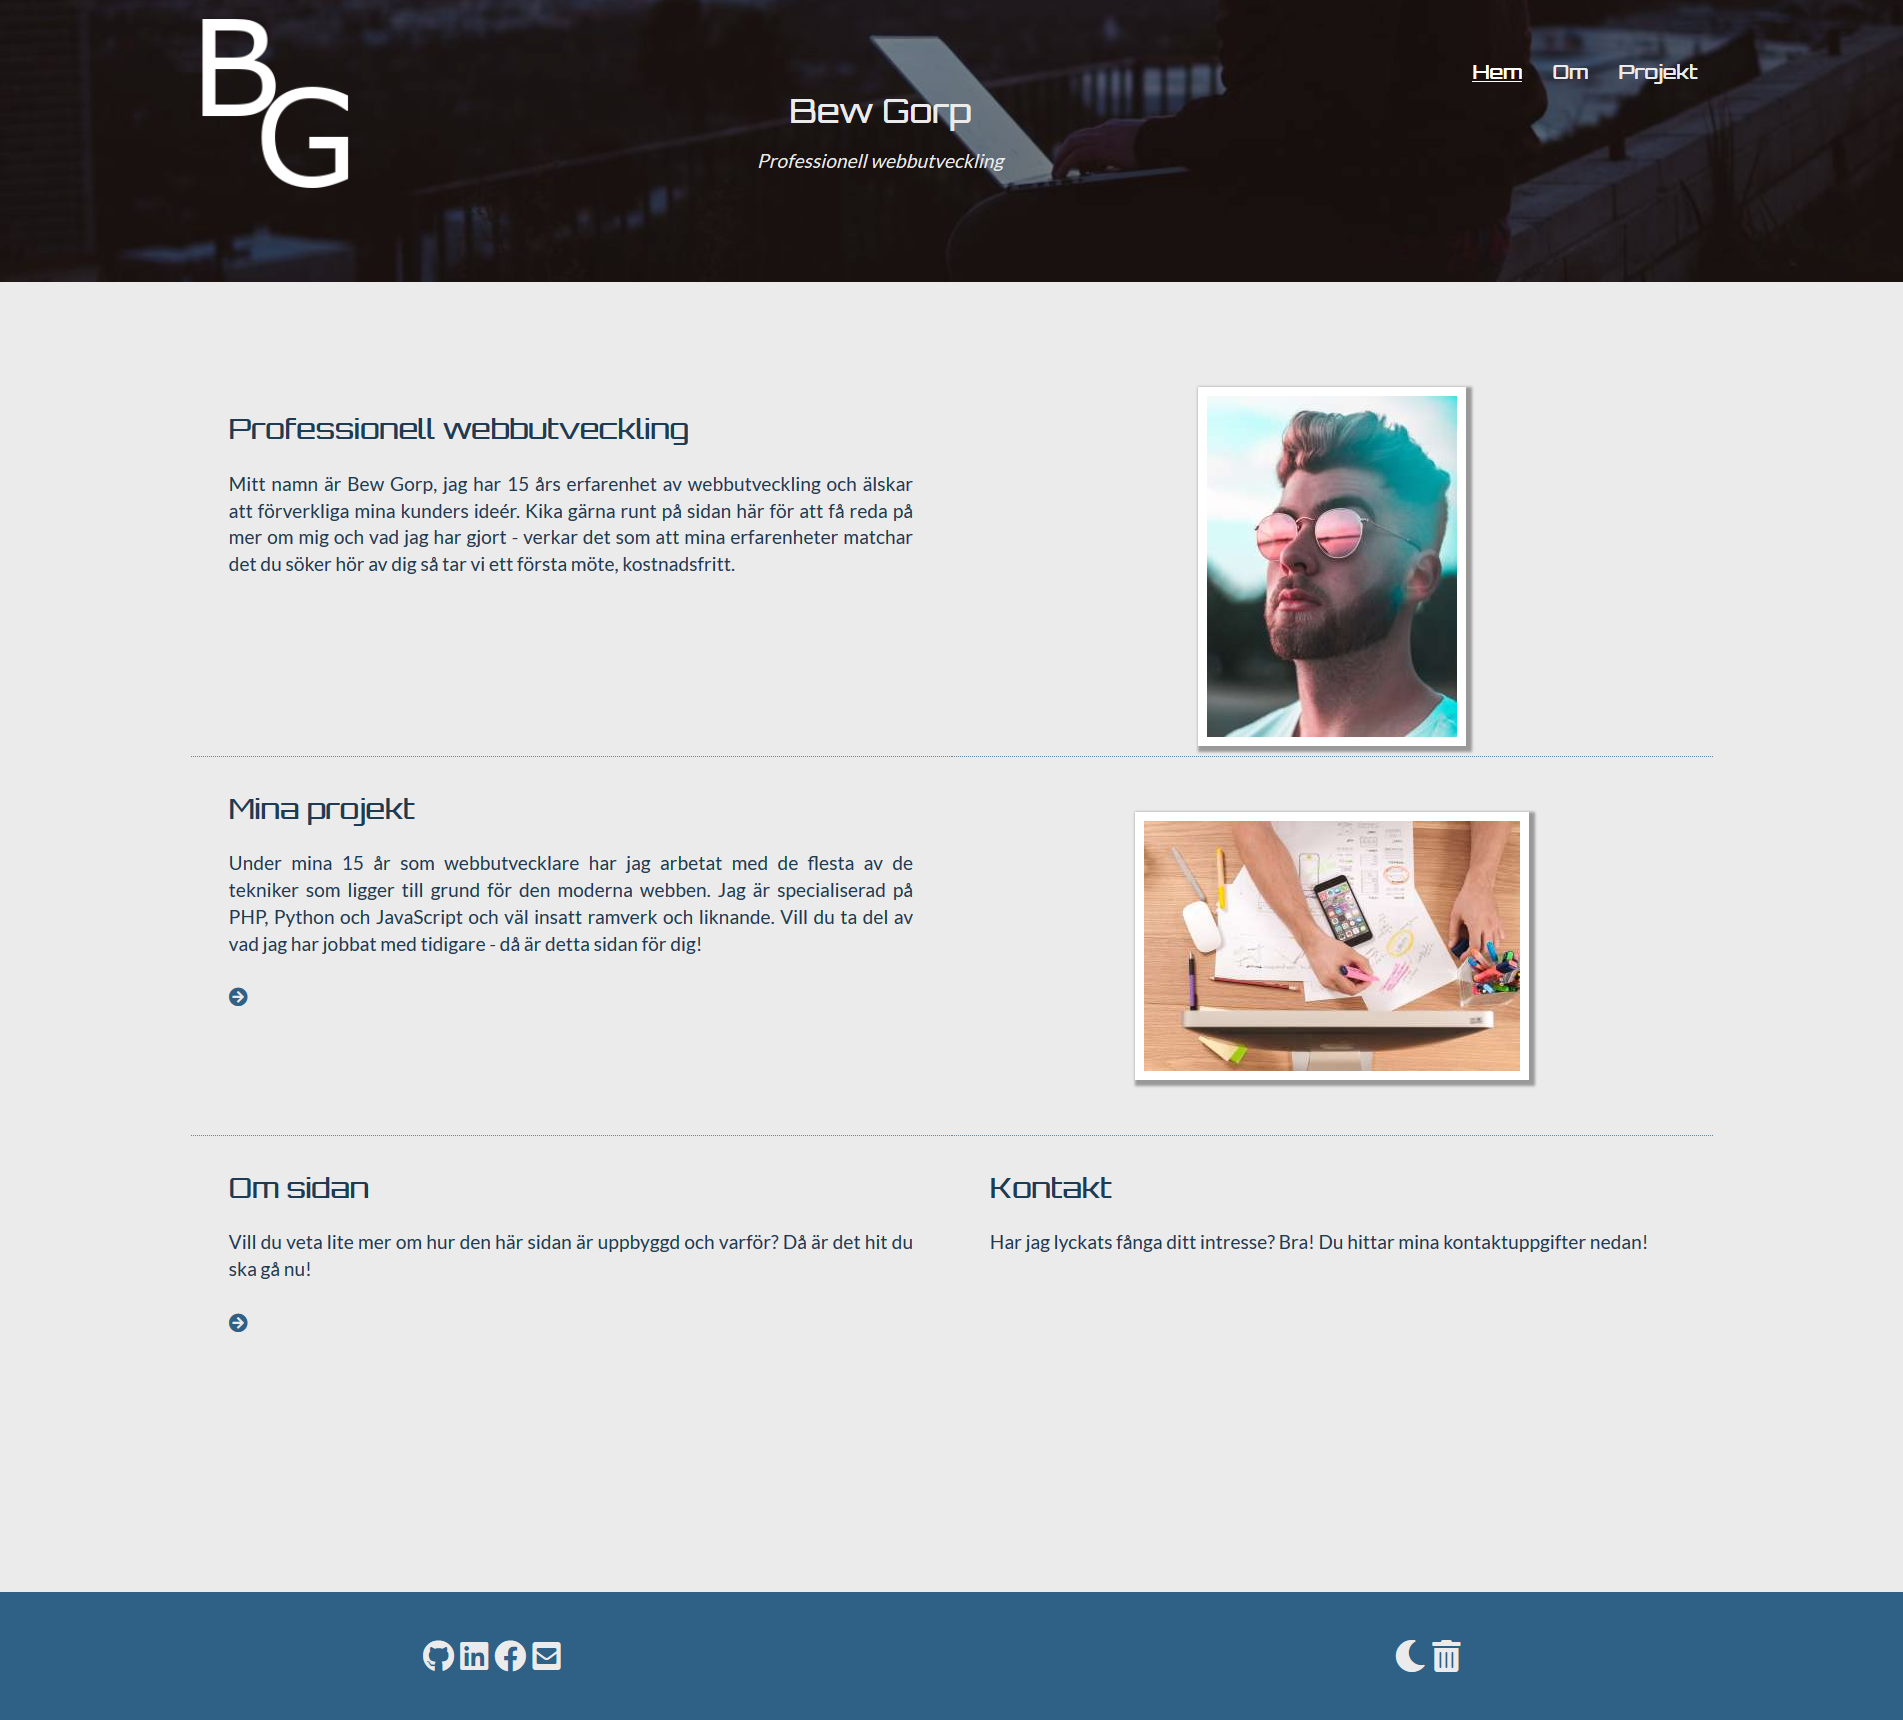 BG
Hem Om Projekt
Bew Gorp
Professionell webbutveckling
Professionell webbutveckling
Mitt namn är Bew Gorp, jag har 15 års erfarenhet av webbutveckling och älskar
att förverkliga mina kunders ideér. Kika gärna runt på sidan här för att få reda på
mer om mig och vad jag har gjort - verkar det som att mina erfarenheter matchar
det du söker hör av dig så tar vi ett första möte, kostnadsfritt.
Mina projekt
Under mina 15 år som webbutvecklare har jag arbetat med de flesta av de
tekniker som ligger till grund för den moderna webben. Jag är specialiserad på
PHP, Python och JavaScript och väl insatt ramverk och liknande. Vill du ta del av
vad jag har jobbat med tidigare - då är detta sidan för dig!
Om sidan
Vill du veta lite mer om hur den här sidan är uppbyggd och varför? Då är det hit du
ska gå nu!
Kontakt
Har jag lyckats fånga ditt intresse? Bra! Du hittar mina kontaktuppgifter nedan!
in